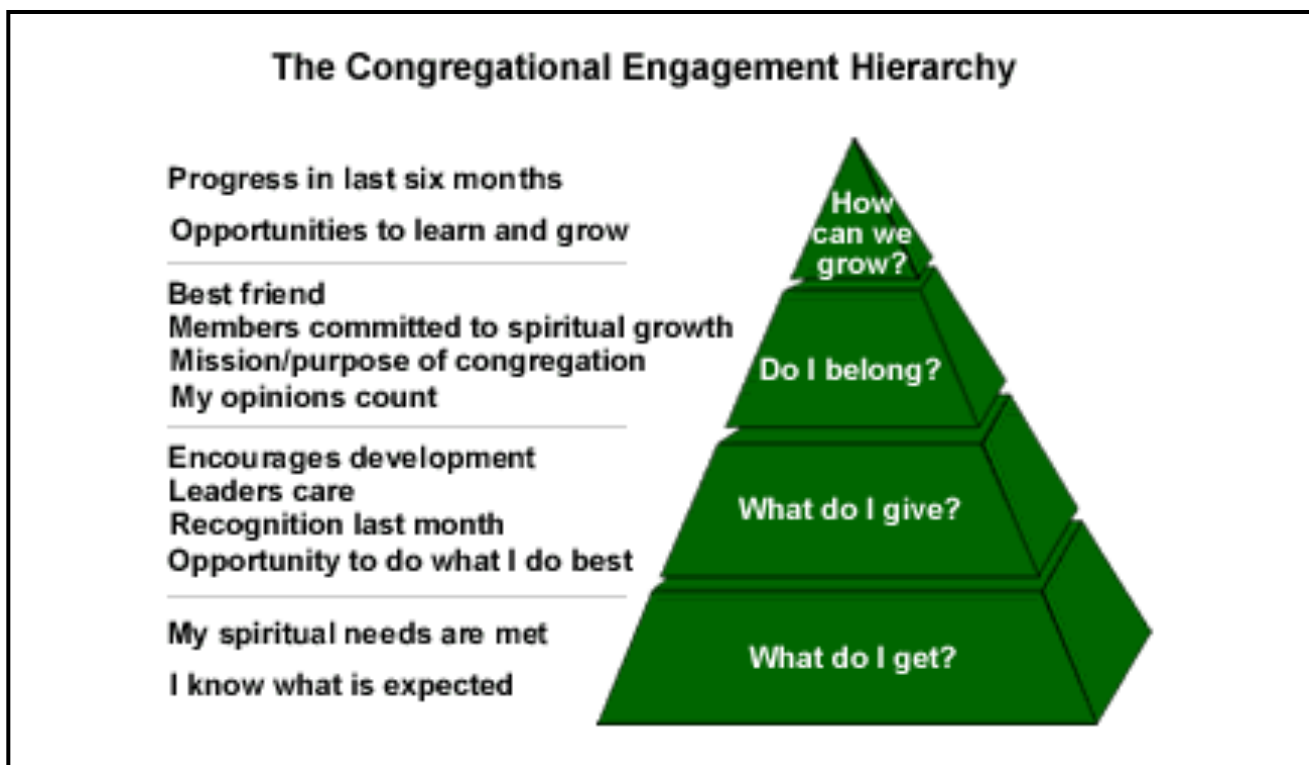 The Congregational Engagement Hierarchy
Progress in last six months
Opportunities to learn and grow
How
can we
grow?
Best friend
Members committed to spiritual growth
Mission/purpose of congregation
My opinions count
Do I belong?
Encourages development
Leaders care
Recognition last month
Opportunity to do what I do best
What do I give?
My spiritual needs are met
I know what is expected
What do I get?